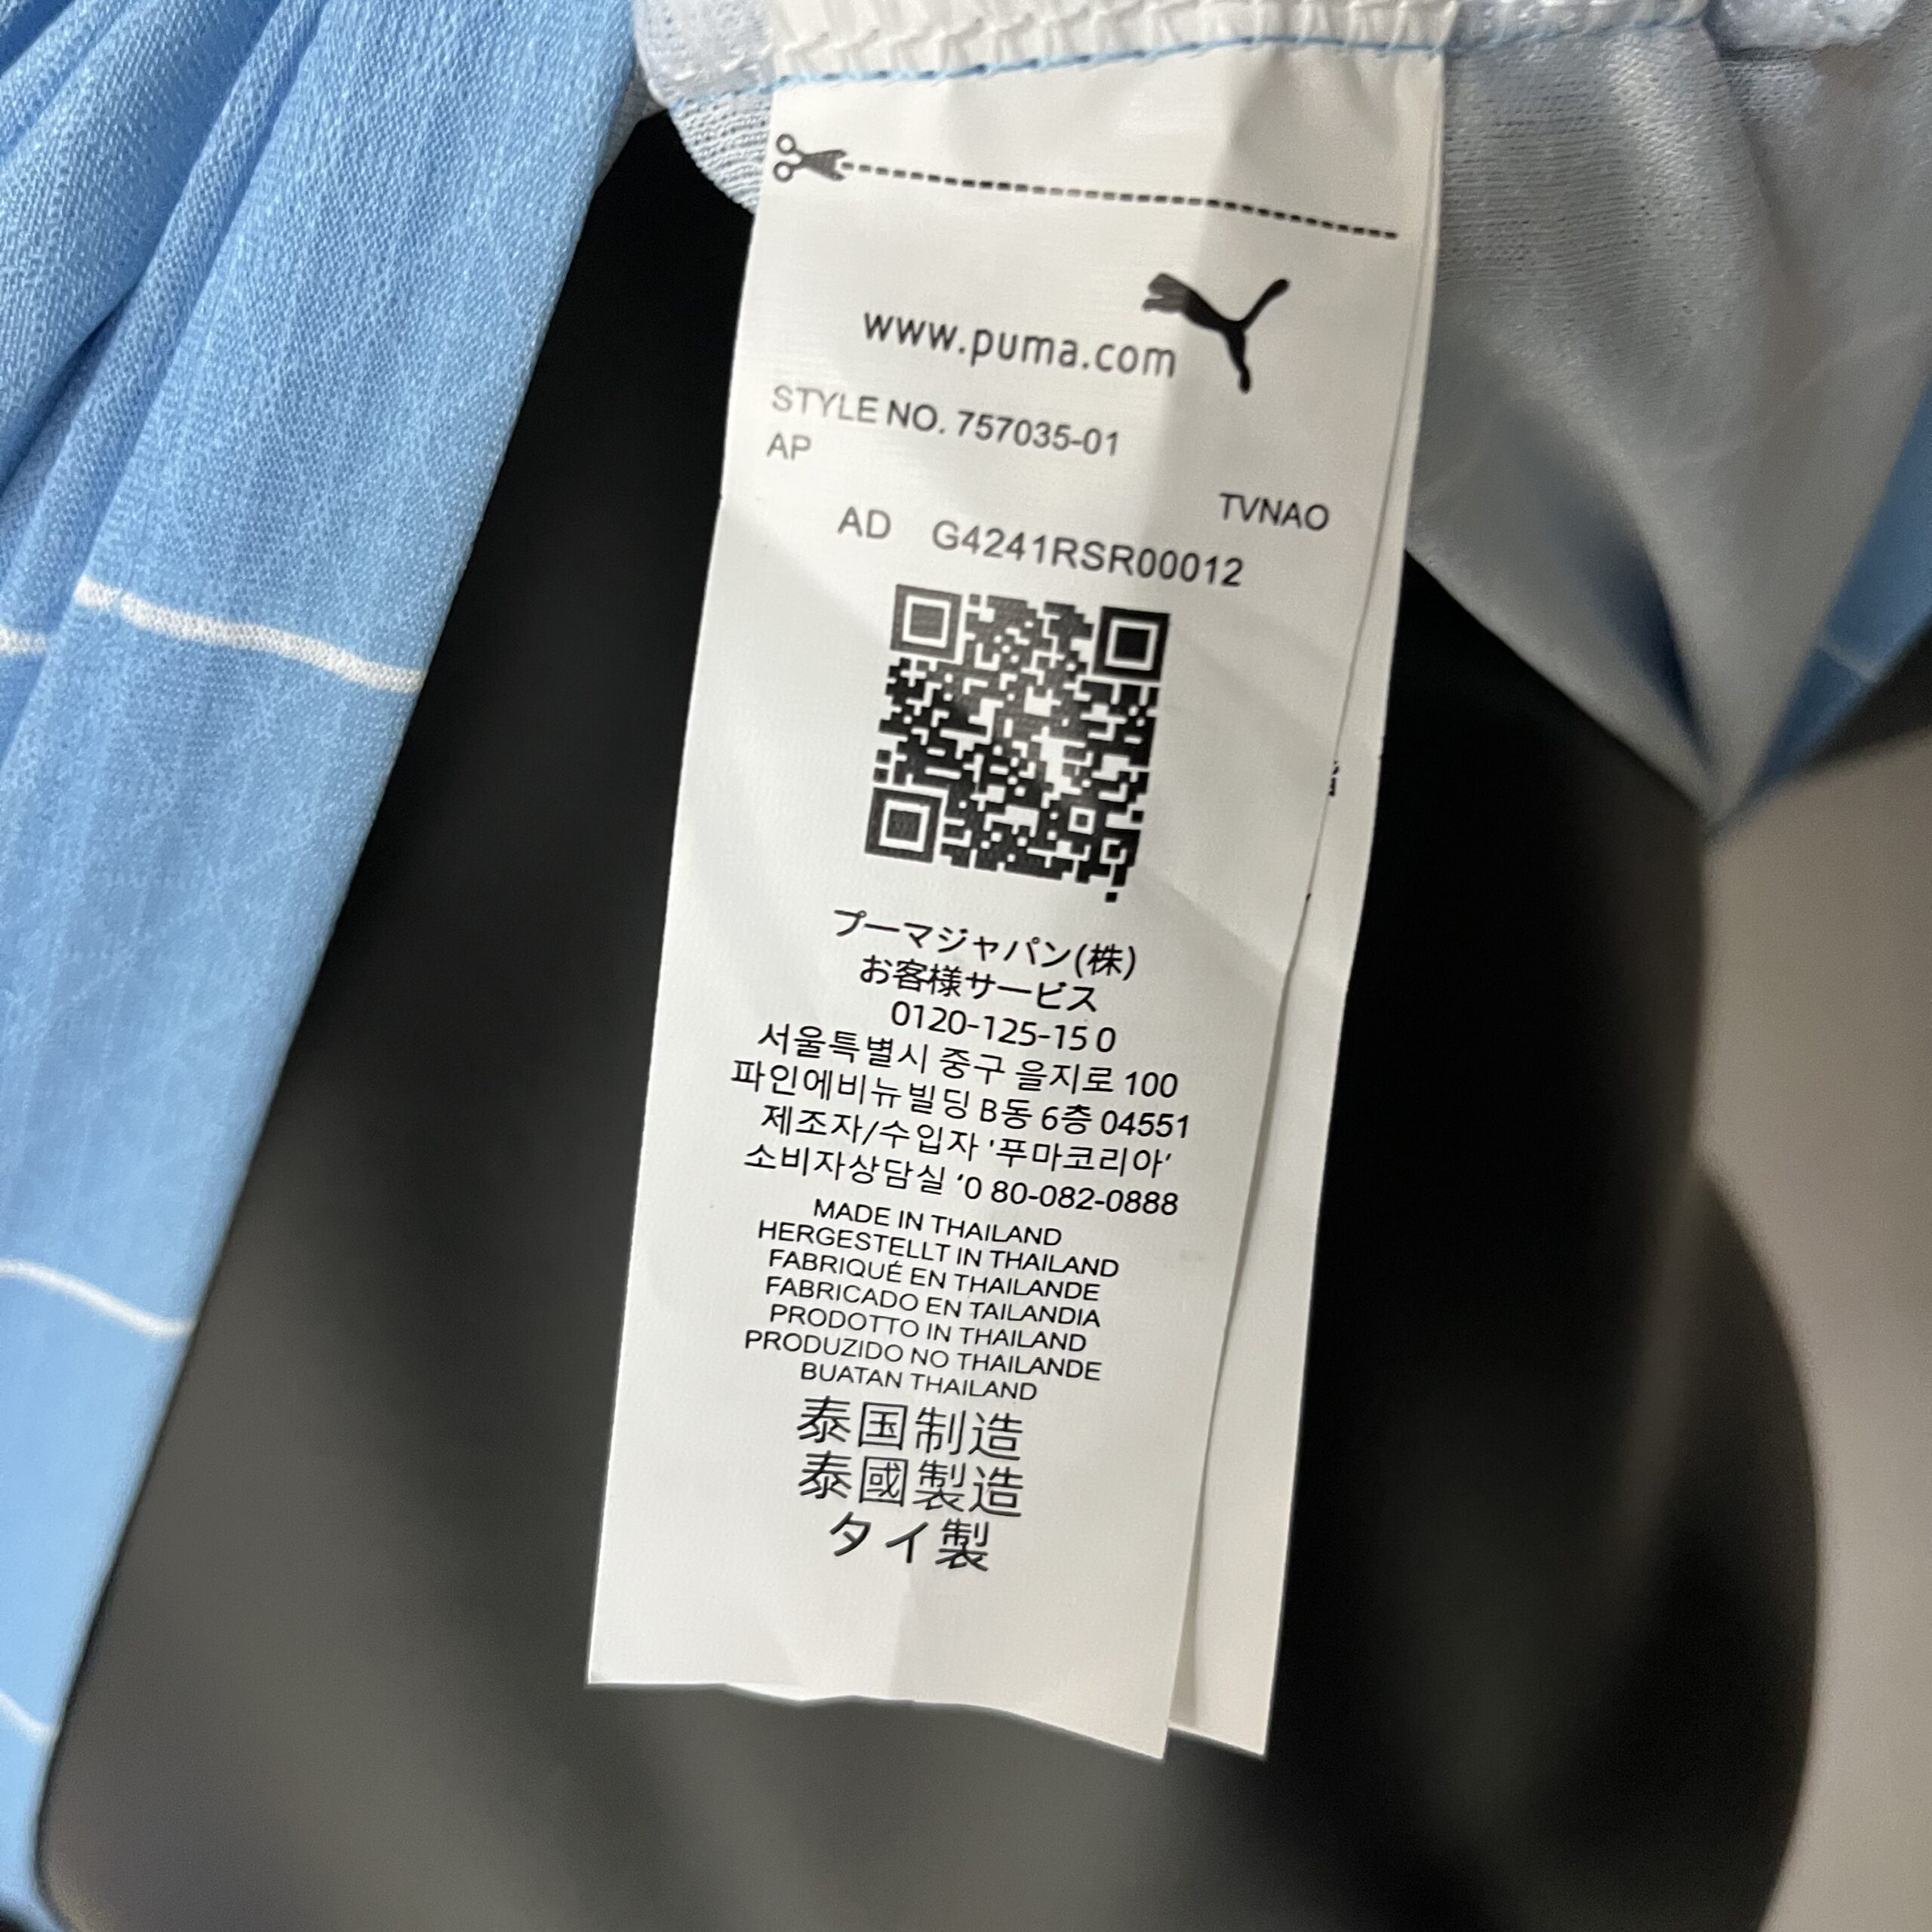 www.puma.com
STYLE NO. 757035-01
AP
TVNAO
AD G4241RSR00012
プーマジャパン(株)
お客様サービス
0120-125-15 0
서울특별시 중구 을지로 100
파인에비뉴빌딩 B동 6층 04551
제조자/수입자 '푸마코리아'
소비자상담실 '0 80-082-0888
MADE IN THAILAND
HERGESTELLT IN THAILAND
FABRIQUÉ EN THAILANDE
FABRICADO EN TAILANDIA
PRODOTTO IN THAILAND
PRODUZIDO NO THAILANDE
BUATAN THAILAND
泰国制造
泰國製造
タイ製